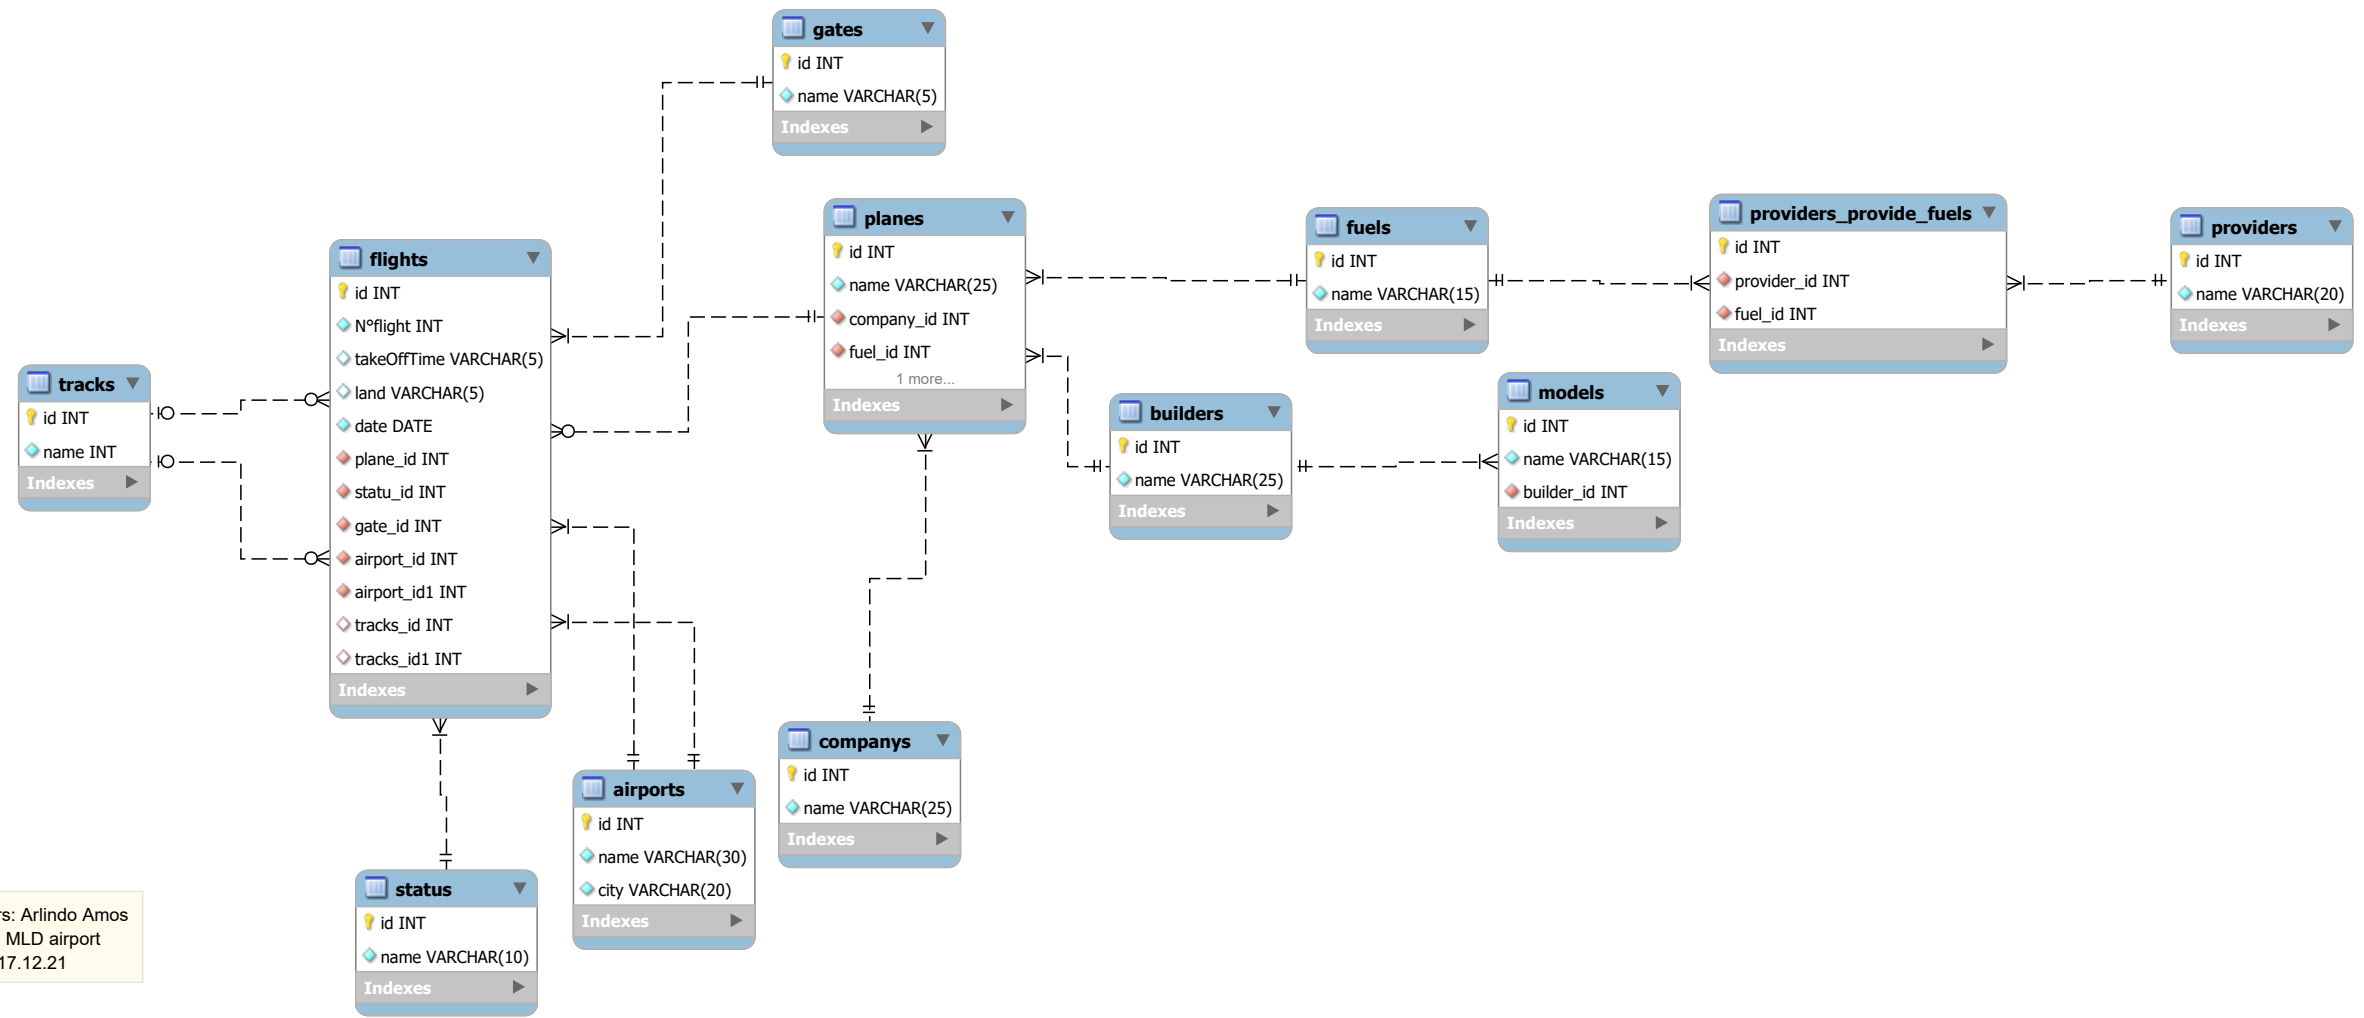 gates
id INT
name VARCHAR(5)
Indexes
planes
id INT
name VARCHAR(25)
company_id INT
fuel_id INT
1 more...
Indexes
fuels
id INT
name VARCHAR(15)
Indexes
providers_provide_fuels
id INT
provider_id INT
fuel_id INT
Indexes
providers
id INT
name VARCHAR(20)
Indexes
flights
id INT
N°flight INT
takeOffTime VARCHAR(5)
land VARCHAR(5)
date DATE
plane_id INT
statu_id INT
gate_id INT
airport_id INT
airport_id1 INT
tracks_id INT
tracks_id1 INT
Indexes
tracks
id INT
name INT
Indexes
builders
id INT
name VARCHAR(25)
Indexes
models
id INT
name VARCHAR(15)
builder_id INT
Indexes
companys
id INT
name VARCHAR(25)
Indexes
airports
id INT
name VARCHAR(30)
city VARCHAR(20)
Indexes
status
id INT
name VARCHAR(10)
Indexes
Arlindo Amos
MLD airport
17.12.21